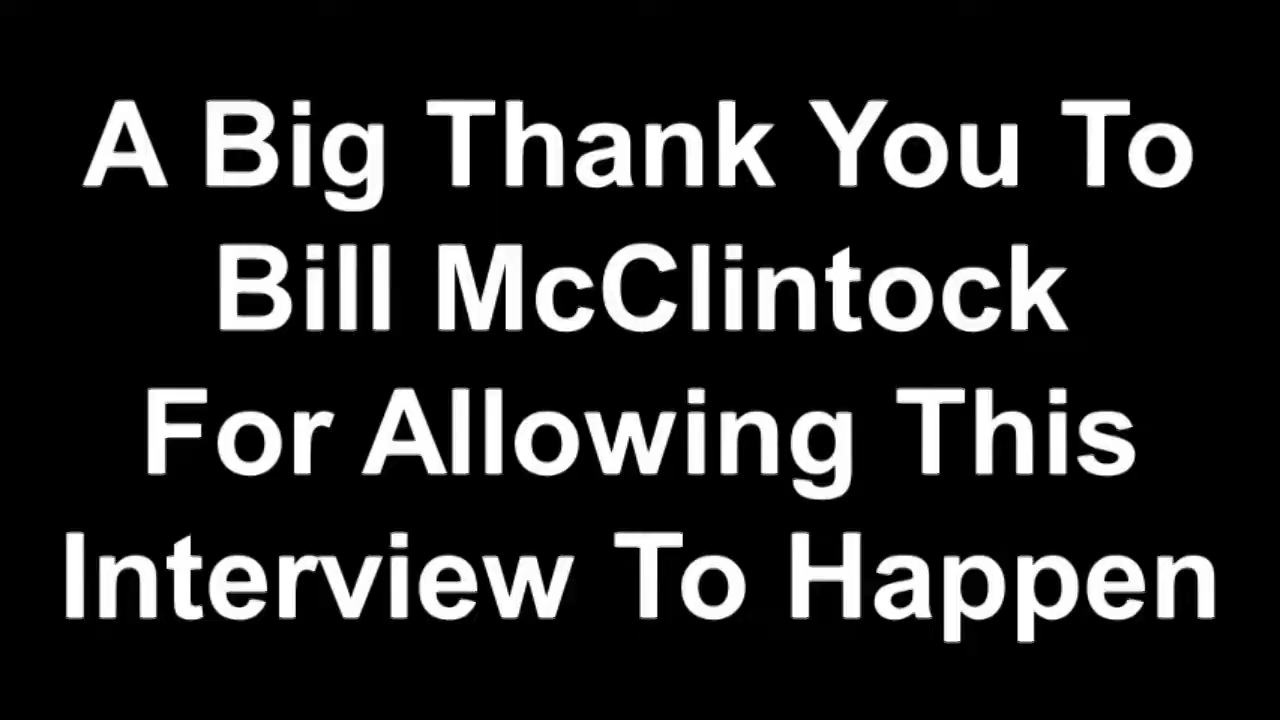 A Big Thank You To
Bill McClintock
For Allowing This
Interview To Happen